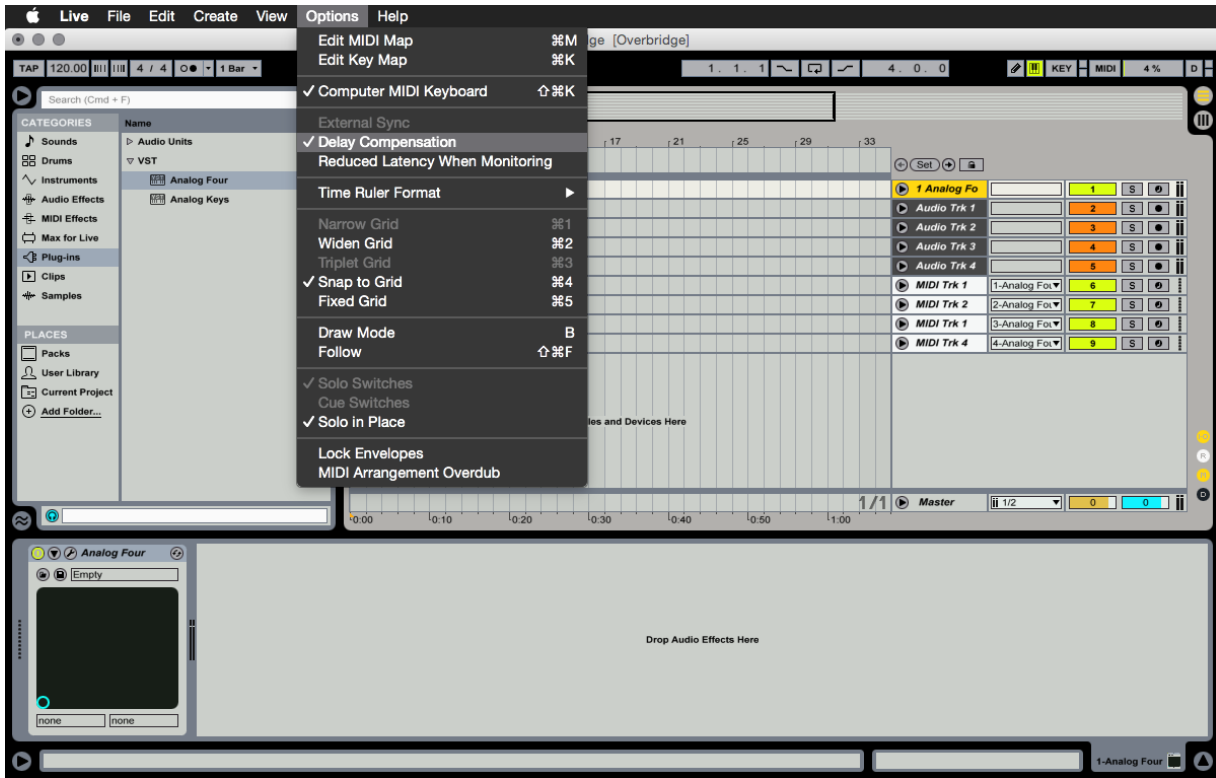 Live File Edit Create View Options Help
ge [Overbridge]
TAP 120.00 4 / 4 1 Bar
1. 1. 1 4. 0. 0 KEY MIDI 4 % D
Search (Cmd + F)
CATEGORIES
Sounds
Drums
Instruments
Audio Effects
MIDI Effects
Max for Live
Plug-ins
Clips
Samples
PLACES
Packs
User Library
Current Project
Add Folder...
Name
Audio Units
VST
Analog Four
Analog Keys
Edit MIDI Map ⌘M
Edit Key Map ⌘K
✓ Computer MIDI Keyboard ⇧⌘K
External Sync
✓ Delay Compensation
Reduced Latency When Monitoring
Time Ruler Format ▶
Narrow Grid ⌘1
Widen Grid ⌘2
Triplet Grid ⌘3
✓ Snap to Grid ⌘4
Fixed Grid ⌘5
Draw Mode B
Follow ⇧⌘F
✓ Solo Switches
Cue Switches
✓ Solo in Place
Lock Envelopes
MIDI Arrangement Overdub
17 21 25 29 33
Set
1 Analog Fo 1 S
Audio Trk 1 2 S
Audio Trk 2 3 S
Audio Trk 3 4 S
Audio Trk 4 5 S
MIDI Trk 1 1-Analog Fou 6 S
MIDI Trk 2 2-Analog Fou 7 S
MIDI Trk 1 3-Analog Fou 8 S
MIDI Trk 4 4-Analog Fou 9 S
les and Devices Here
R
D
1/1 Master 1/2 0 0
0:00 0:10 0:20 0:30 0:40 0:50 1:00
Analog Four
Empty
none none
Drop Audio Effects Here
1-Analog Four